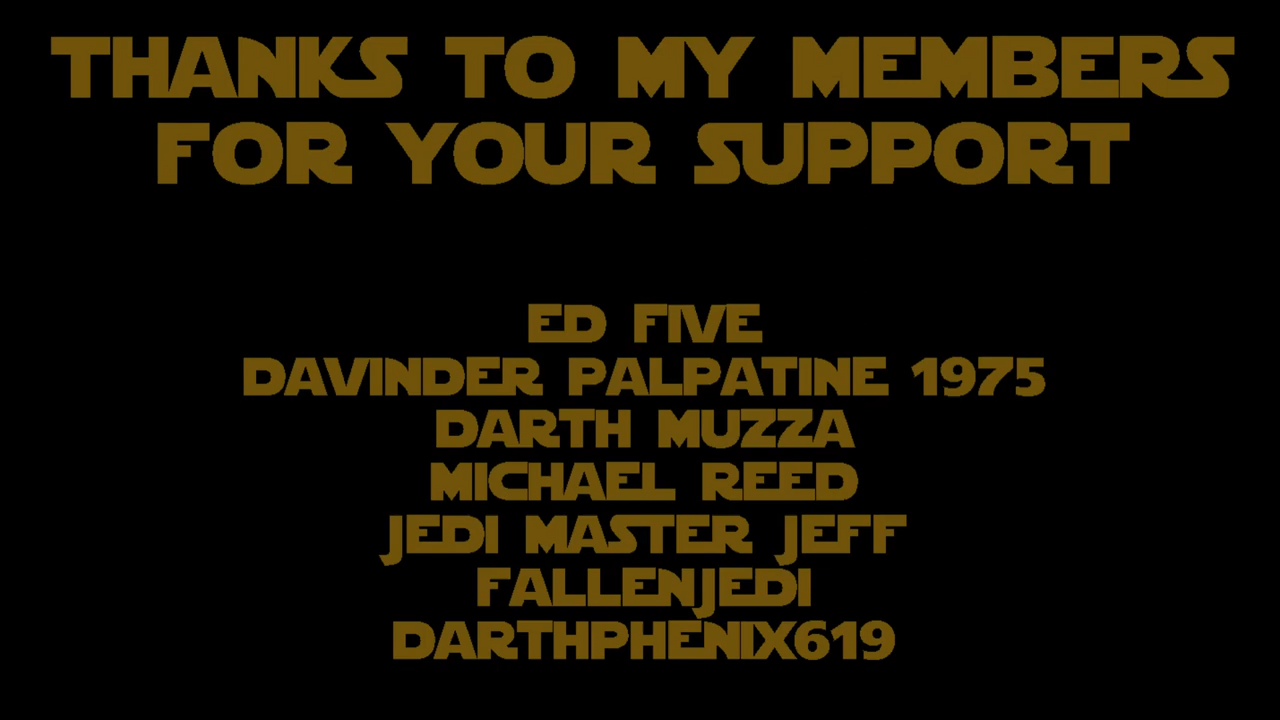 THANKS TO MY MEMBERS
FOR YOUR SUPPORT
ED FIVE
DAVINDER PALPATINE 1975
DARTH MUZZA
MICHAEL REED
JEDI MASTER JEFF
FALLENJEDI
DARTHPHENIX619